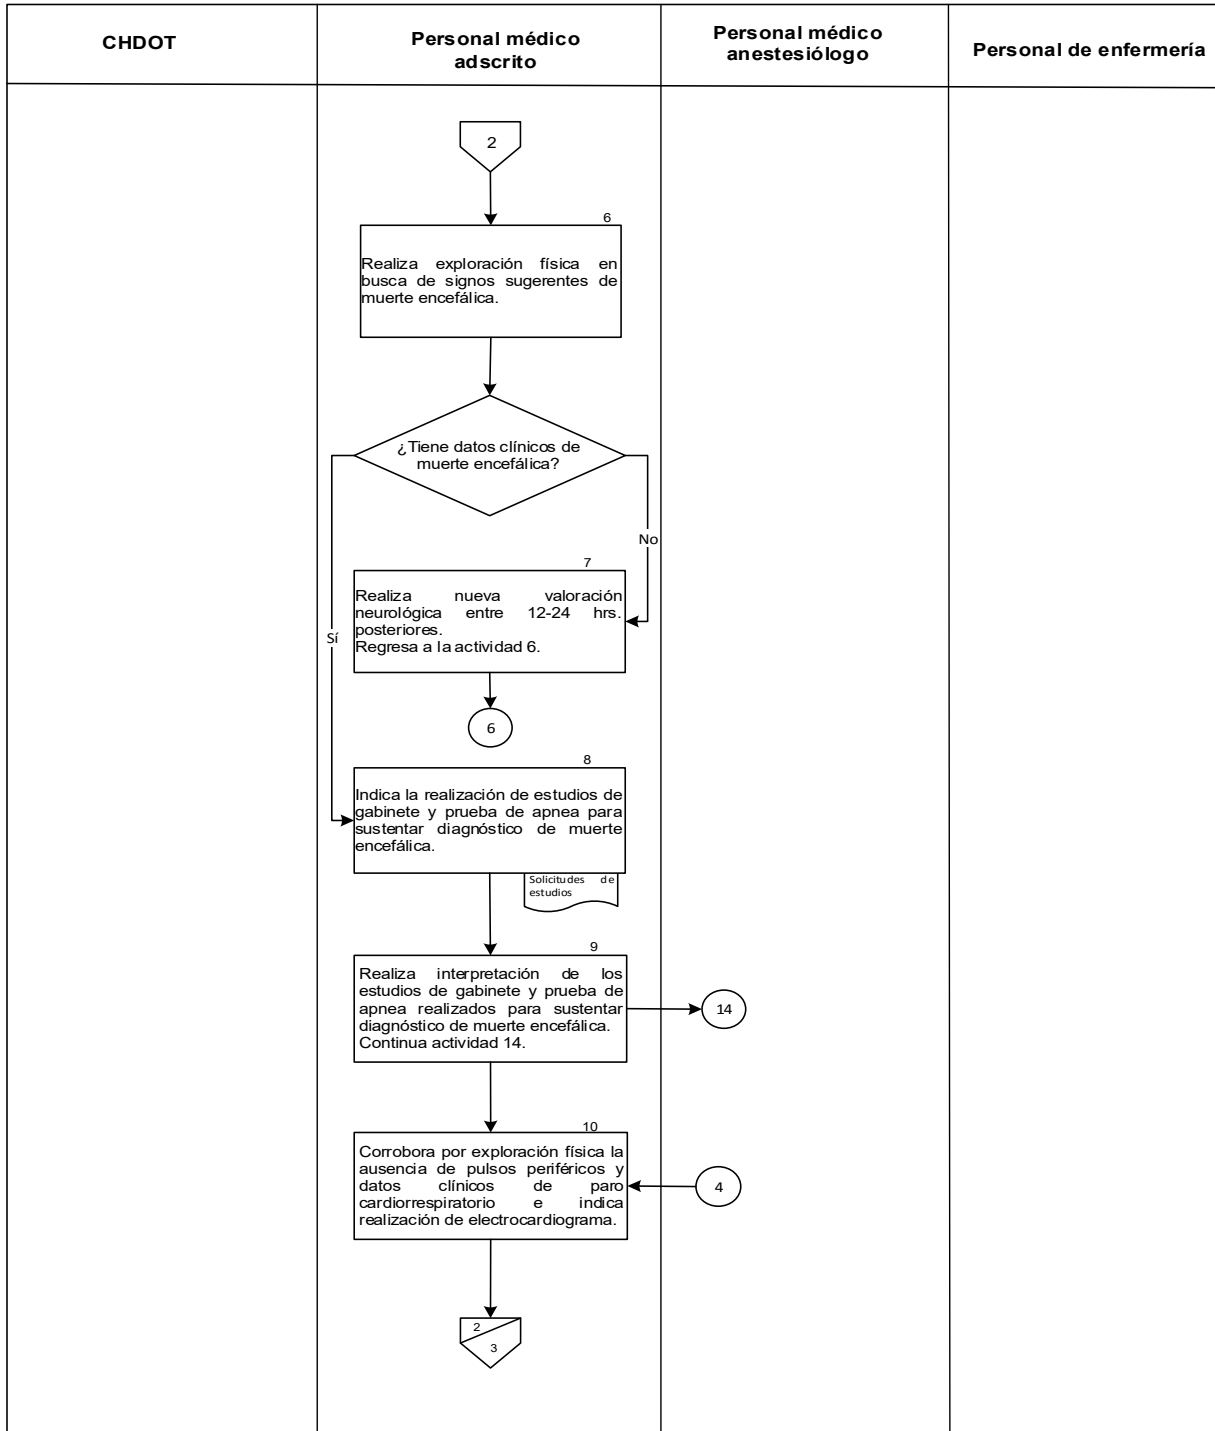 CHDOT
Personal médico
adscrito
Personal médico
anestesiólogo
Personal de enfermería
2
6
Realiza exploración física en
busca de signos sugerentes de
muerte encefálica.
¿Tiene datos clínicos de
muerte encefálica?
No
Sí
7
Realiza nueva valoración
neurológica entre 12-24 hrs.
posteriores.
Regresa a la actividad 6.
6
8
Indica la realización de estudios de
gabinete y prueba de apnea para
sustentar diagnóstico de muerte
encefálica.
Solicitudes de
estudios
9
Realiza interpretación de los
estudios de gabinete y prueba de
apnea realizados para sustentar
diagnóstico de muerte encefálica.
Continua actividad 14.
14
10
Corrobora por exploración física la
ausencia de pulsos periféricos y
datos clínicos de paro
cardiorrespiratorio e indica
realización de electrocardiograma.
4
2
3